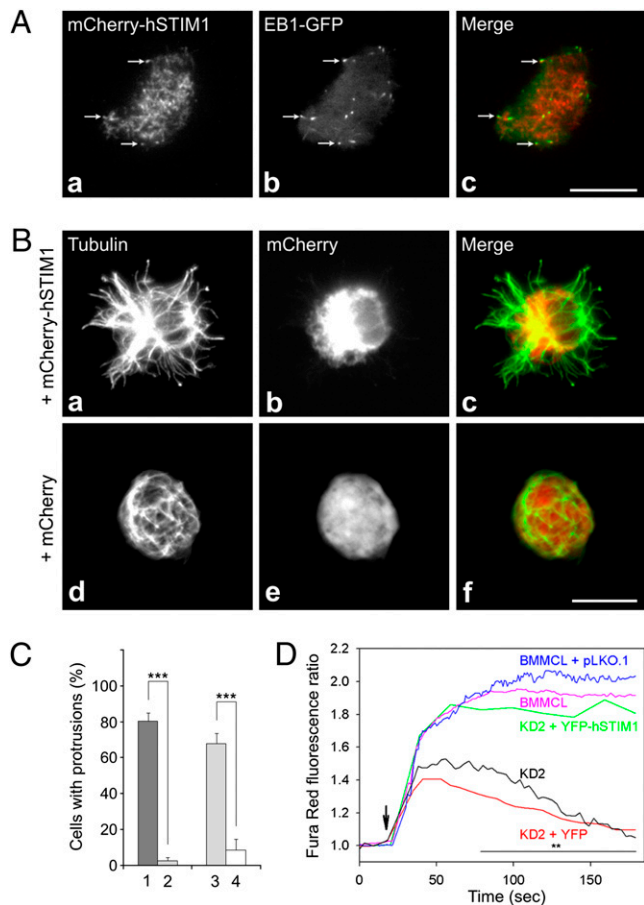 A
mCherry-hSTIM1
EB1-GFP
Merge
a
b
c
B
+ mCherry-hSTIM1
Tubulin
mCherry
Merge
a
b
c
+ mCherry
d
e
f
C
Cells with protrusions (%)
100
80
60
40
20
0
***
***
1 2 3 4
D
Fura Red fluorescence ratio
2.2
2.0
1.8
1.6
1.4
1.2
1.0
BMMCL + pLKO.1
BMMCL
KD2 + YFP-hSTIM1
KD2
KD2 + YFP
**
0 50 100 150
Time (sec)